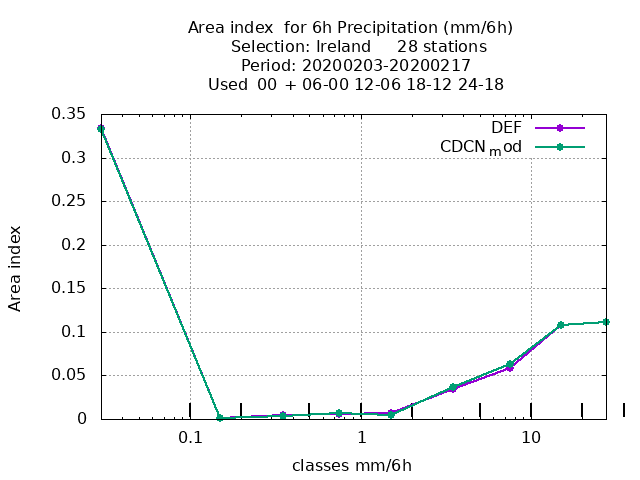 Area index  for 6h Precipitation (mm/6h)
Selection: Ireland     28 stations
Period: 20200203-20200217
Used  00  + 06-00 12-06 18-12 24-18
DEF
CDCNmod
0.35
0.3
0.25
0.2
0.15
0.1
0.05
0
Area index
0.1 1 10
classes mm/6h